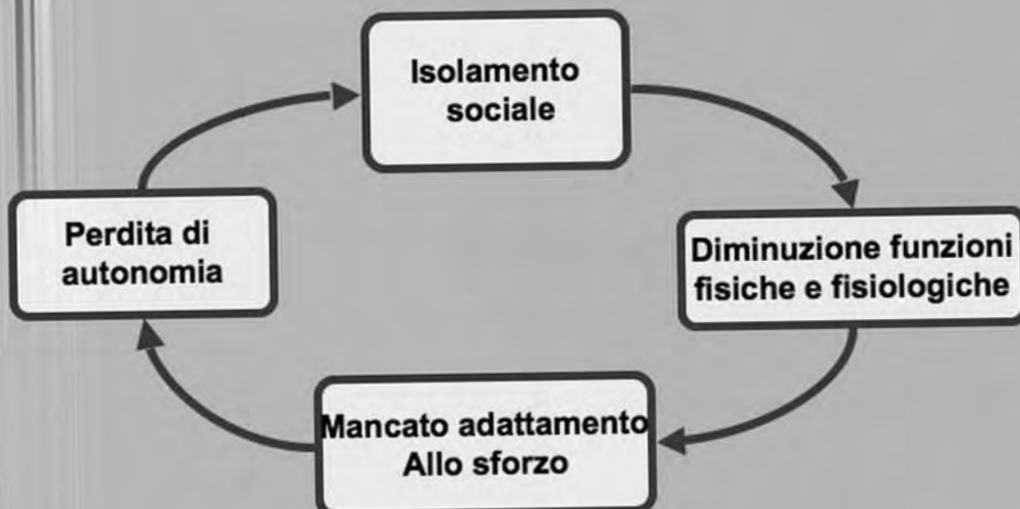 Isolamento
sociale
Diminuzione funzioni
fisiche e fisiologiche
Mancato adattamento
Allo sforzo
Perdita di
autonomia